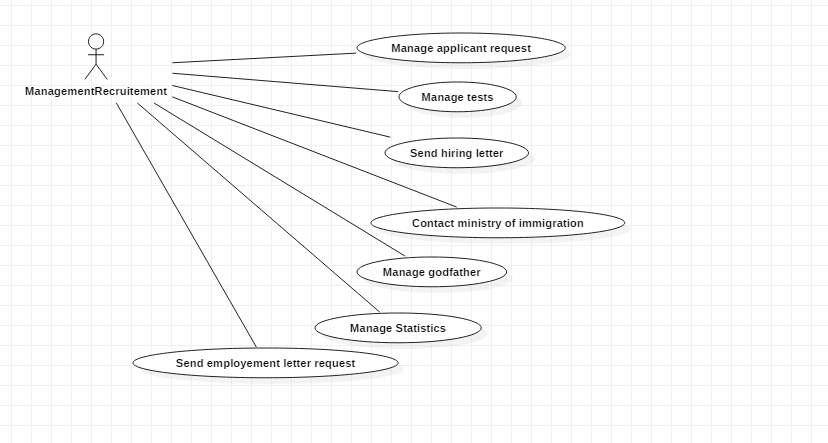 Manage applicant request
ManagementRecruitement
Manage tests
Send hiring letter
Contact ministry of immigration
Manage godfather
Manage Statistics
Send employement letter request